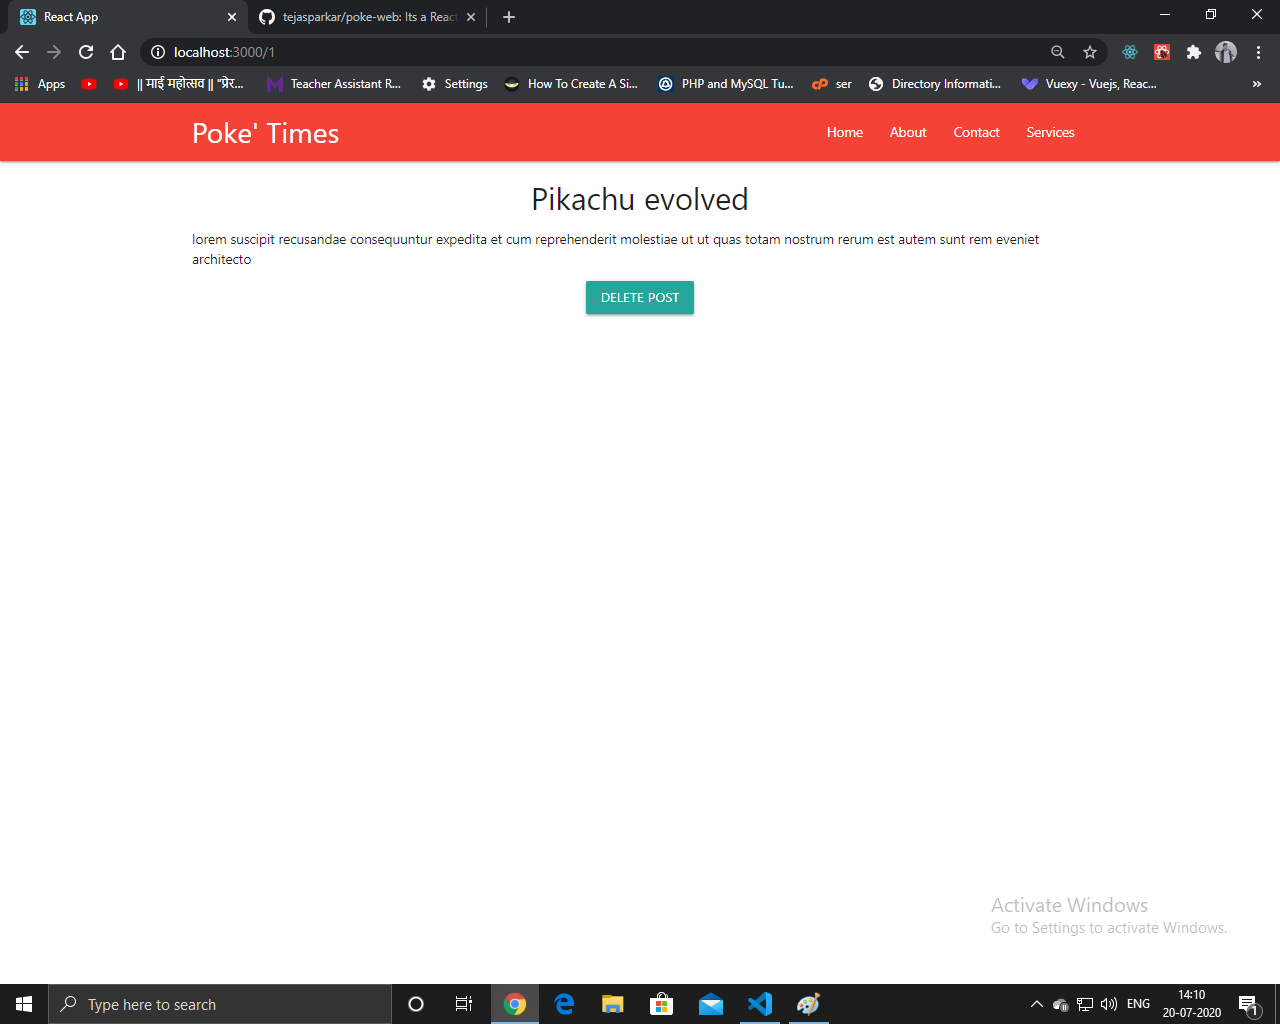 React App
tejasparkar/poke-web: Its a React
localhost:3000/1
Apps
|| माई महोत्सव || "प्रेर...
Teacher Assistant R...
Settings
How To Create A Si...
PHP and MySQL Tu...
ser
Directory Informati...
Vuexy - Vuejs, Reac...
Poke' Times
Home
About
Contact
Services
Pikachu evolved
lorem suscipit recusandae consequuntur expedita et cum reprehenderit molestiae ut ut quas totam nostrum rerum est autem sunt rem eveniet
architecto
DELETE POST
Activate Windows
Go to Settings to activate Windows.
Type here to search
ENG
14:10
20-07-2020
1